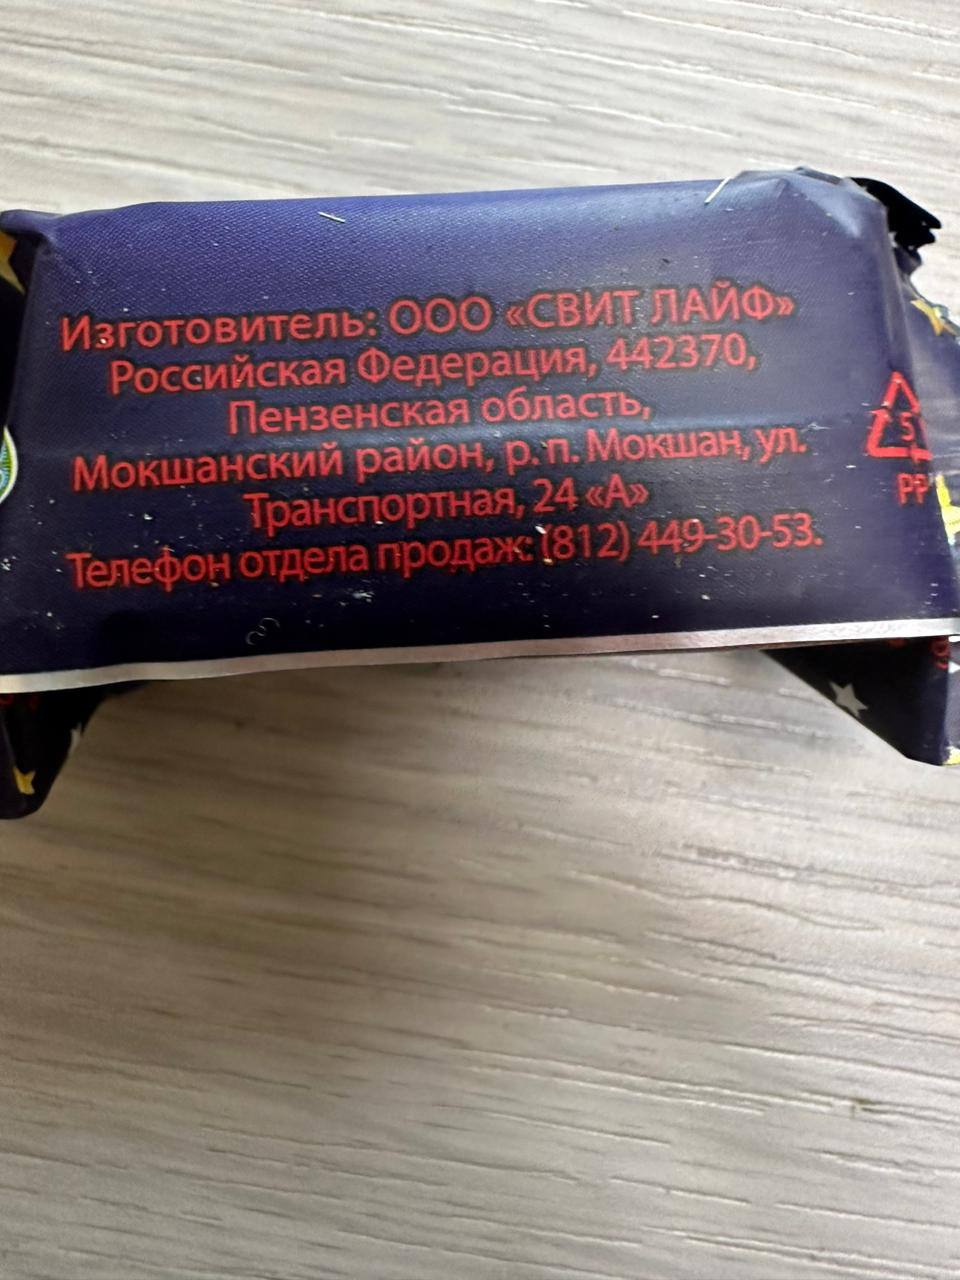 Изготовитель: ООО «СВИТ ЛАЙФ»
Российская Федерация, 442370,
Пензенская область,
Мокшанский район, р. п. Мокшан, ул.
Транспортная, 24 «А»
Телефон отдела продаж: (812) 449-30-53.
5
PP